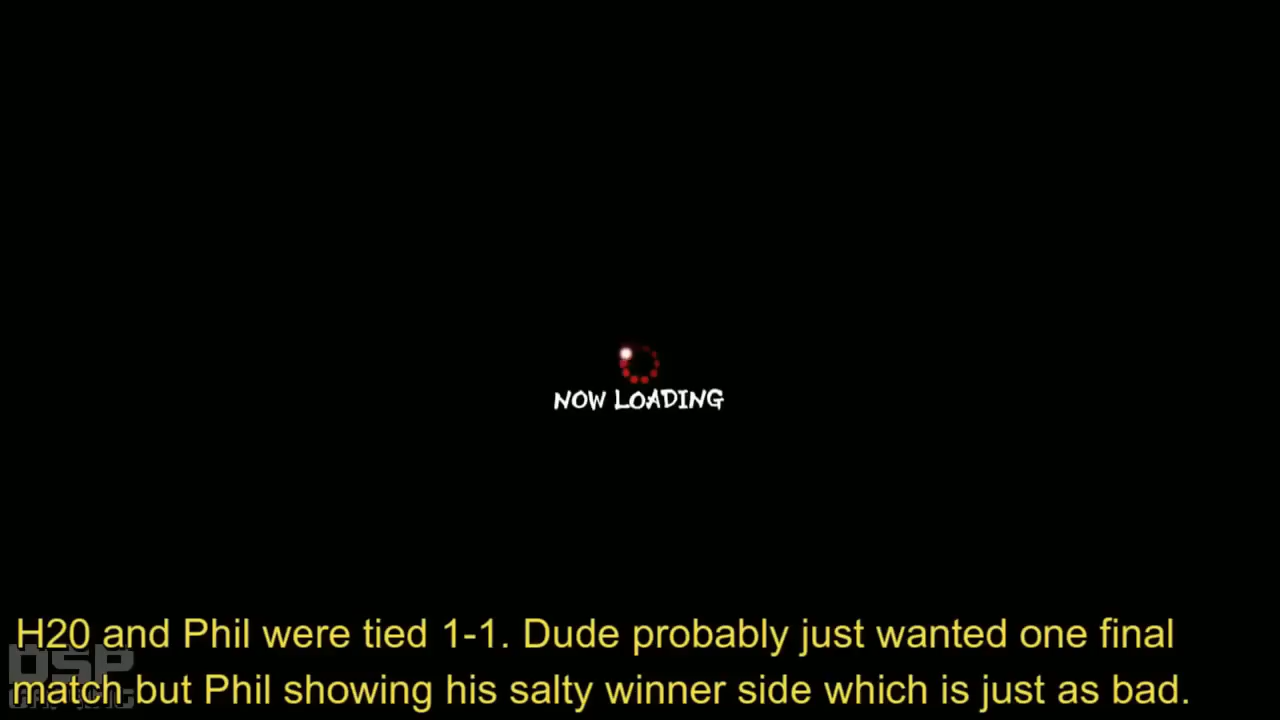 NOW LOADING
H20 and Phil were tied 1-1. Dude probably just wanted one final
match but Phil showing his salty winner side which is just as bad.
DSP